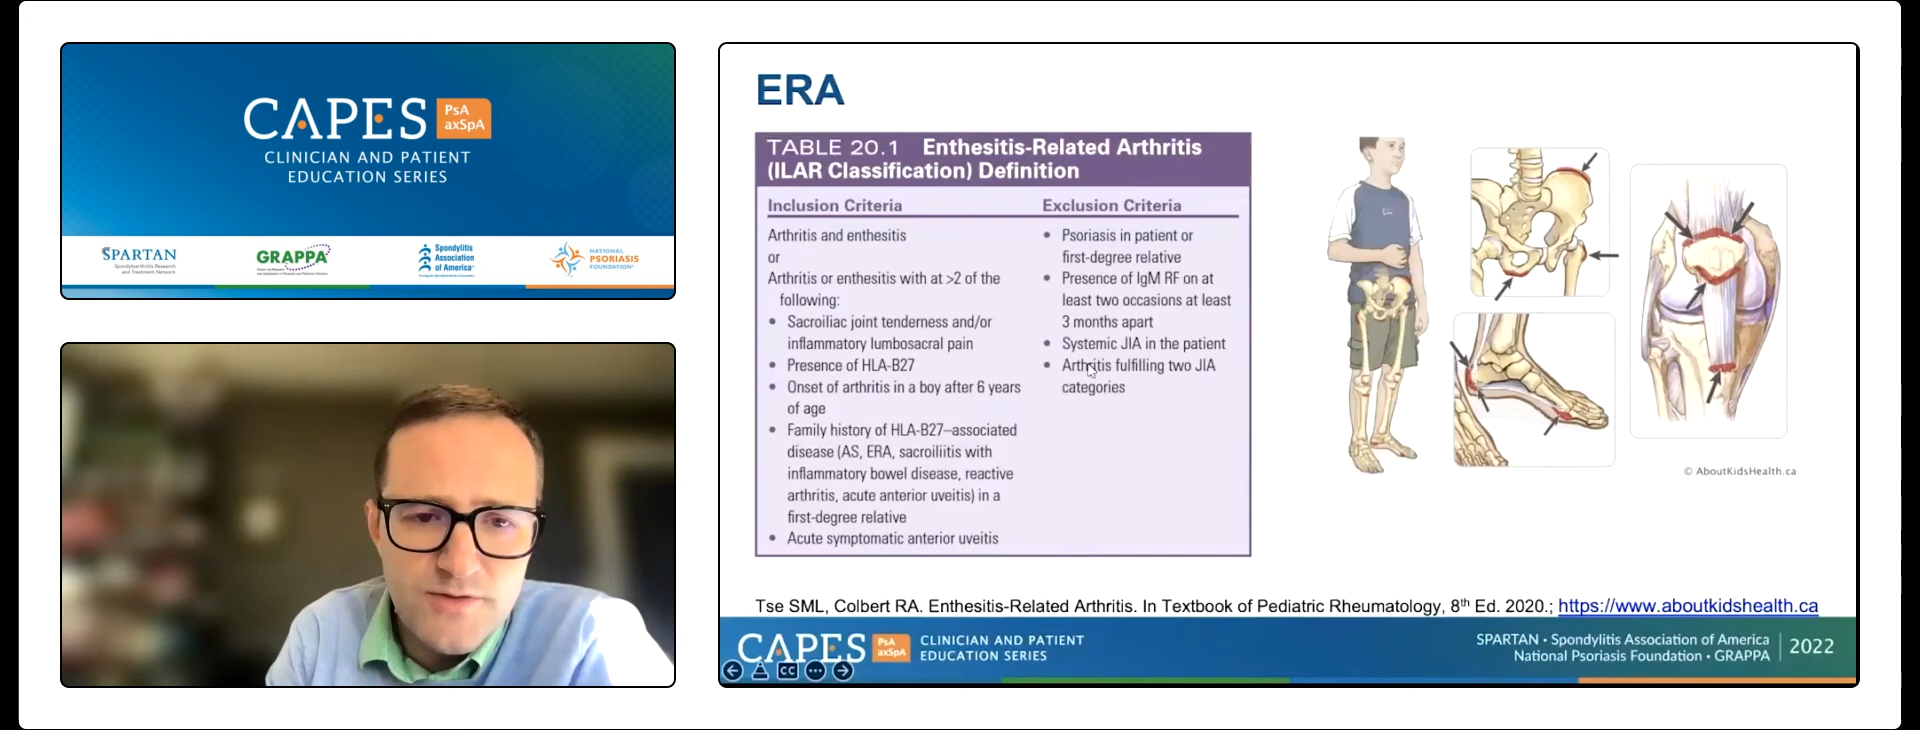 CAPES PsA axSpA
CLINICIAN AND PATIENT
EDUCATION SERIES
SPARTAN
Spondyloarthritis Research
and Treatment Network
GRAPPA
Spondylitis
Association
of America
NATIONAL
PSORIASIS
FOUNDATION
ERA
TABLE 20.1 Enthesitis-Related Arthritis
(ILAR Classification) Definition
Inclusion Criteria
Arthritis and enthesitis
or
Arthritis or enthesitis with at >2 of the
following:
• Sacroiliac joint tenderness and/or
inflammatory lumbosacral pain
• Presence of HLA-B27
• Onset of arthritis in a boy after 6 years
of age
• Family history of HLA-B27–associated
disease (AS, ERA, sacroiliitis with
inflammatory bowel disease, reactive
arthritis, acute anterior uveitis) in a
first-degree relative
• Acute symptomatic anterior uveitis
Exclusion Criteria
• Psoriasis in patient or
first-degree relative
• Presence of IgM RF on at
least two occasions at least
3 months apart
• Systemic JIA in the patient
• Arthritis fulfilling two JIA
categories
© AboutKidsHealth.ca
Tse SML, Colbert RA. Enthesitis-Related Arthritis. In Textbook of Pediatric Rheumatology, 8th Ed. 2020.; https://www.aboutkidshealth.ca
CAPES PsA axSpA
CLINICIAN AND PATIENT
EDUCATION SERIES
CC
SPARTAN • Spondylitis Association of America
National Psoriasis Foundation • GRAPPA
2022